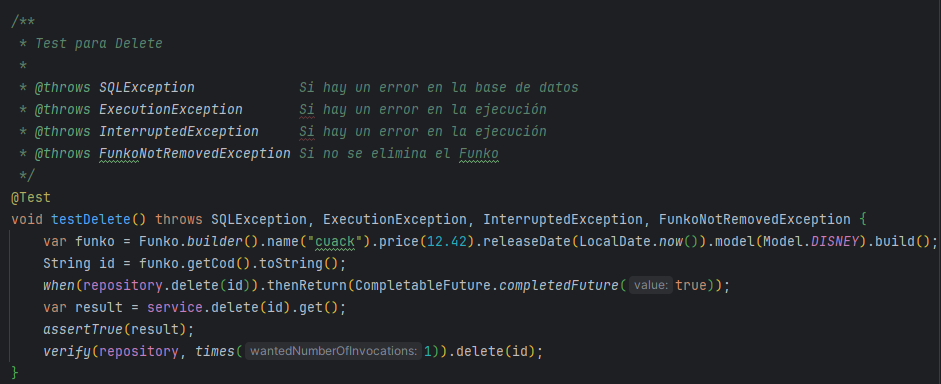 /**
 * Test para Delete
 *
 * @throws SQLException             Si hay un error en la base de datos
 * @throws ExecutionException       Si hay un error en la ejecución
 * @throws InterruptedException     Si hay un error en la ejecución
 * @throws FunkoNotRemovedException Si no se elimina el Funko
 */
@Test
void testDelete() throws SQLException, ExecutionException, InterruptedException, FunkoNotRemovedException {
    var funko = Funko.builder().name("cuack").price(12.42).releaseDate(LocalDate.now()).model(Model.DISNEY).build();
    String id = funko.getCod().toString();
    when(repository.delete(id)).thenReturn(CompletableFuture.completedFuture( value: true));
    var result = service.delete(id).get();
    assertTrue(result);
    verify(repository, times( wantedNumberOfInvocations: 1)).delete(id);
}